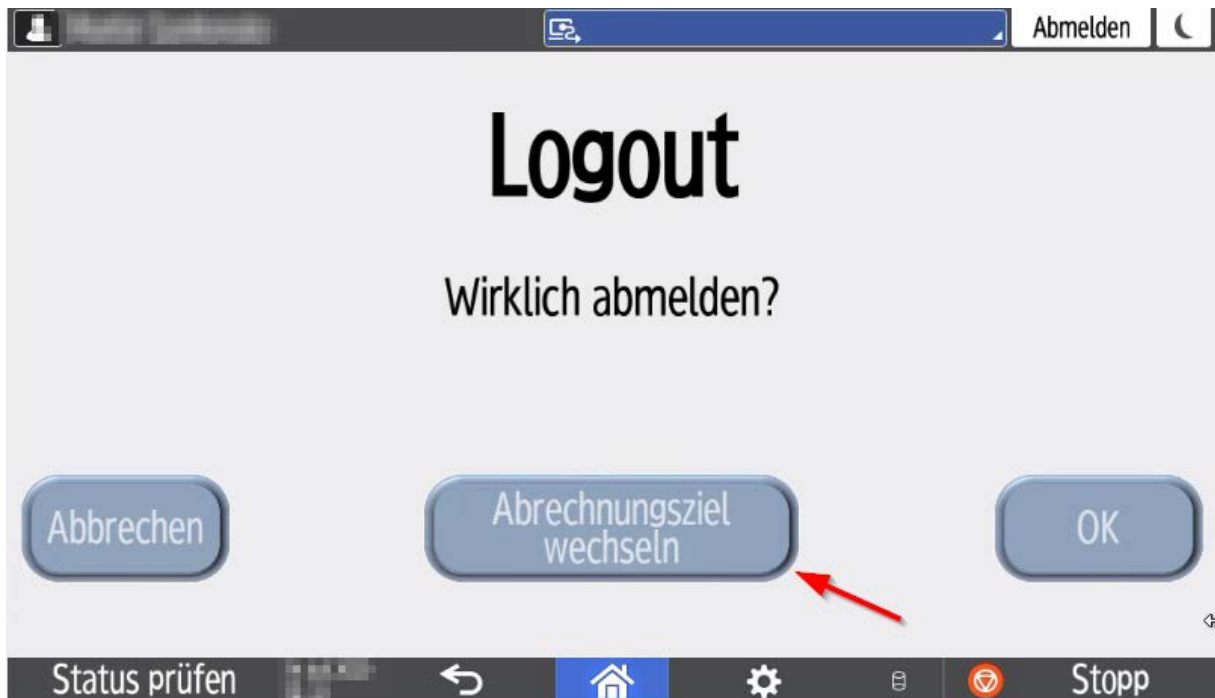 Abmelden
Logout
Wirklich abmelden?
Abbrechen
Abrechnungsziel
wechseln
OK
Status prüfen
Stopp